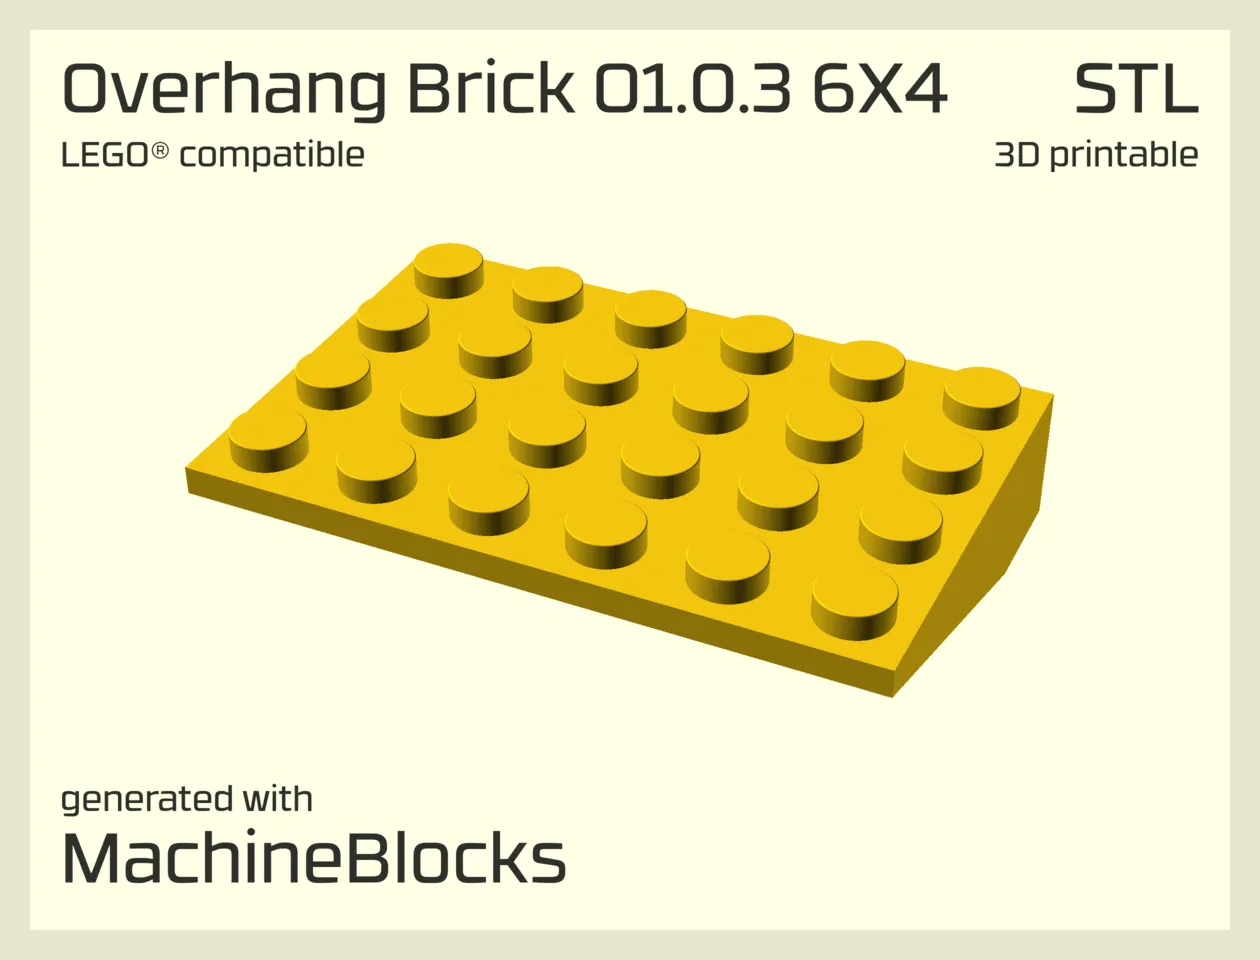 Overhang Brick 01.0.3 6X4
STL
LEGO® compatible
3D printable
generated with
MachineBlocks